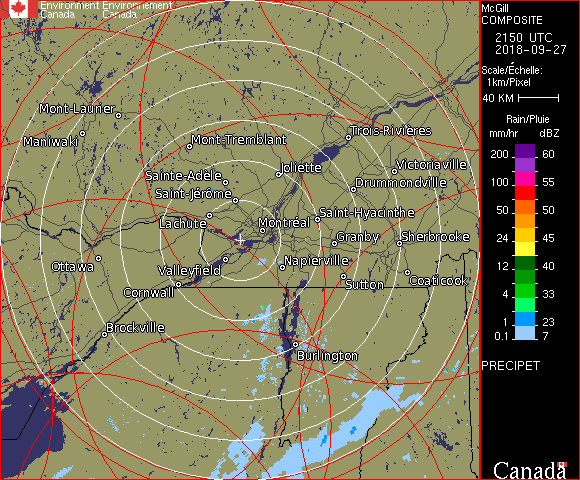 Environment Environnement
Canada Canada
McGill
COMPOSITE
2150 UTC
2018-09-27
Scale/Échelle:
1km/Pixel
40 KM
Rain/Pluie
mm/hr dBZ
200 60
100 55
50 50
24 45
12 40
4 33
1 23
0.1 7
PRECIPET
Canada
Mont-Laurier
Maniwaki
Mont-Tremblant
Trois-Rivières
Sainte-Adèle
Joliette
Victoriaville
Saint-Jérôme
Drummondville
Lachute
Montréal
Saint-Hyacinthe
Granby
Sherbrooke
Ottawa
Valleyfield
Napierville
Cornwall
Sutton
Coaticook
Brockville
Burlington